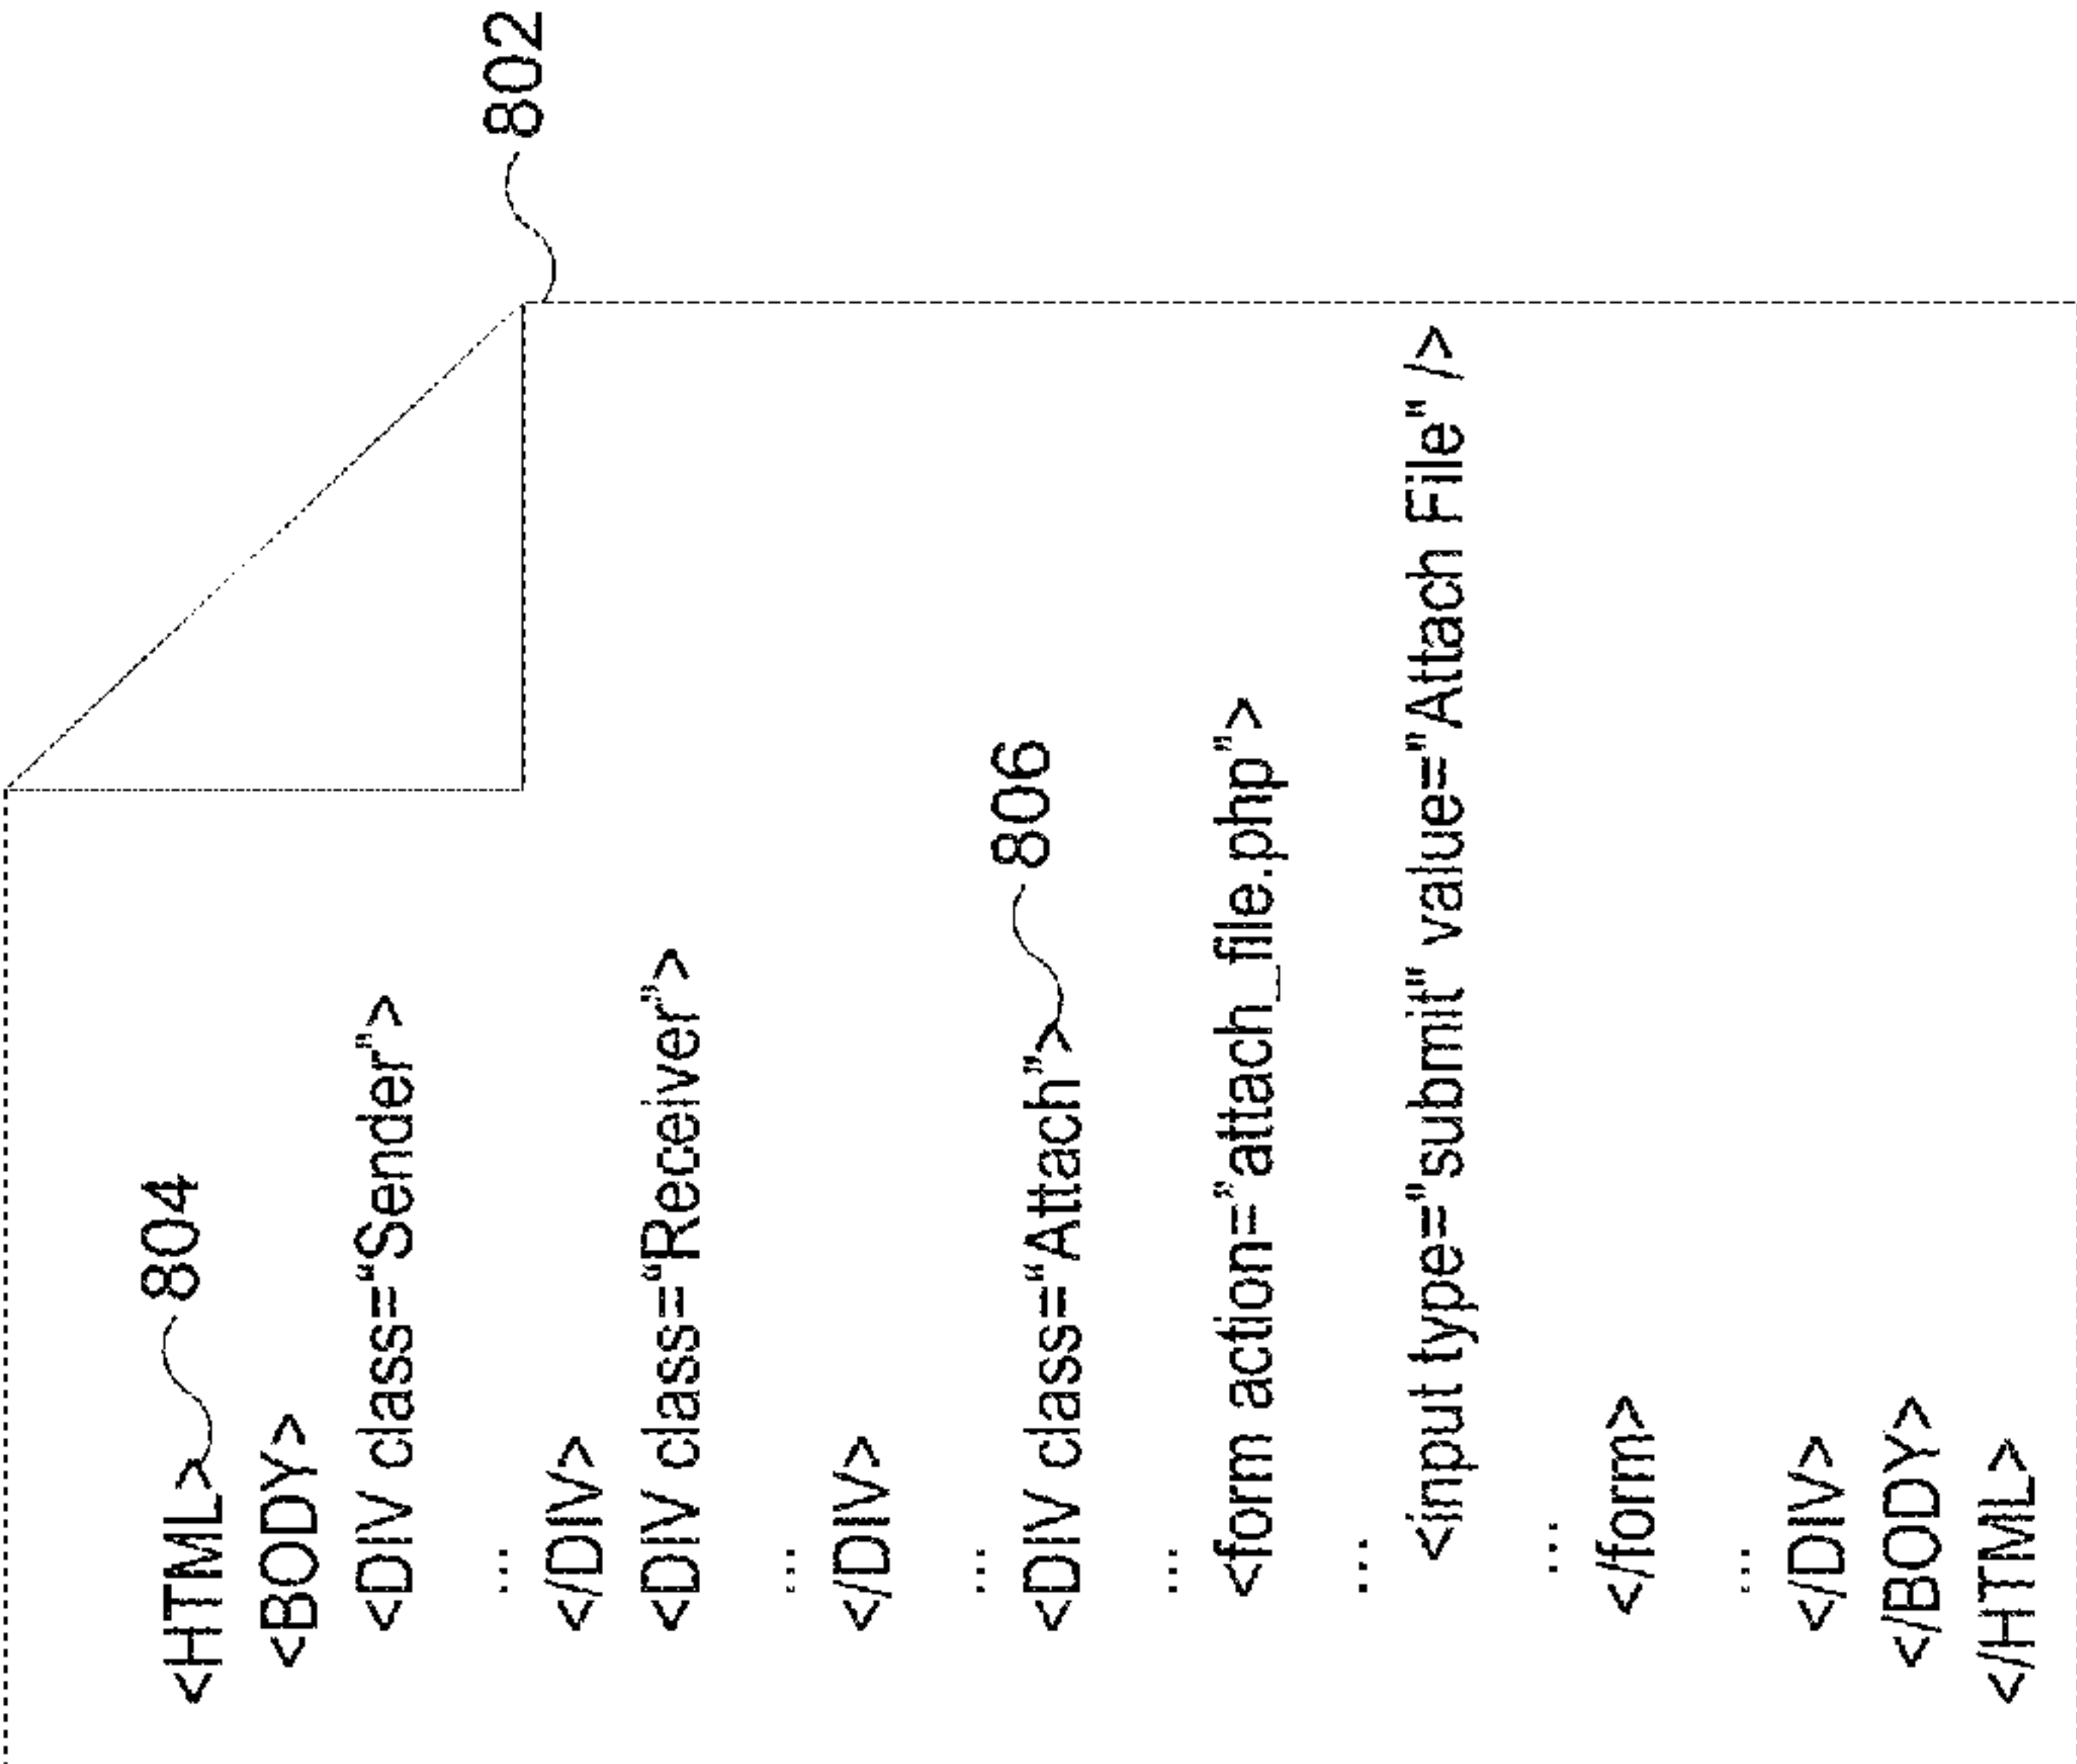 802
<HTML> 804
<BODY>
<DIV class=“Sender”>
...
</DIV>
<DIV class=“Receiver”>
...
</DIV>
...
<DIV class=“Attach”> 806
...
<form action=”attach_file.php”>
...
<input type="submit" value="Attach File" />
...
</form>
...
</DIV>
</BODY>
</HTML>